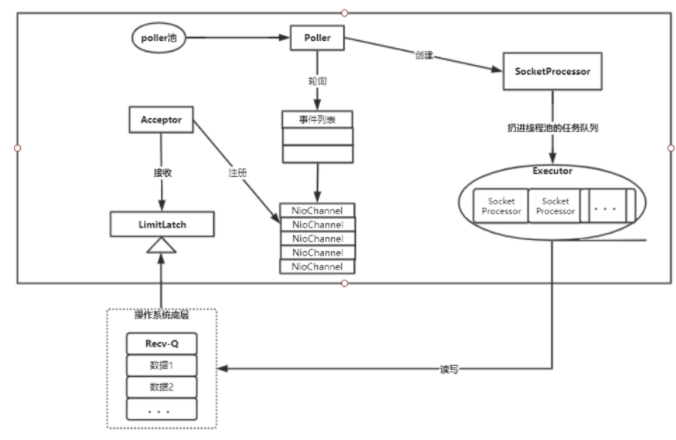 poller池
Poller
创建
SocketProcessor
轮询
Acceptor
事件列表
扔进线程池的任务队列
接收
注册
Executor
Socket
Processor
Socket
Processor
. . .
LimitLatch
NioChannel
NioChannel
NioChannel
NioChannel
NioChannel
操作系统底层
Recv-Q
数据1
数据2
. . .
读写